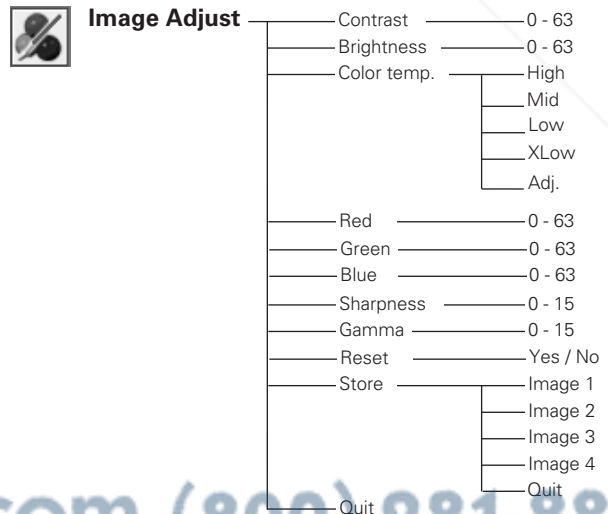 Image Adjust
Contrast 0 - 63
Brightness 0 - 63
Color temp. High
Mid
Low
XLow
Adj.
Red 0 - 63
Green 0 - 63
Blue 0 - 63
Sharpness 0 - 15
Gamma 0 - 15
Reset Yes / No
Store Image 1
Image 2
Image 3
Image 4
Quit
Quit